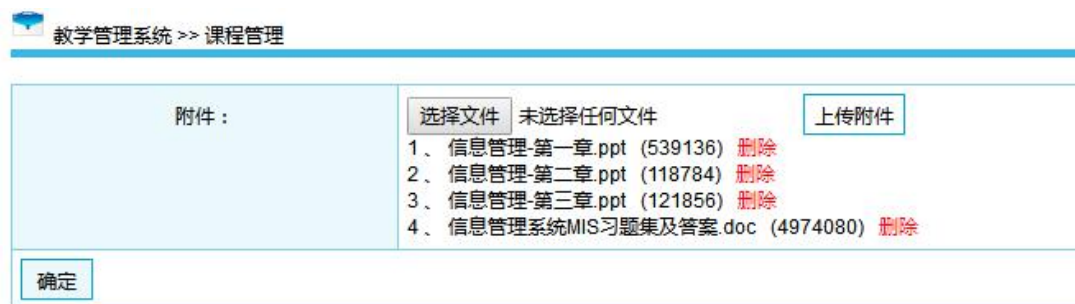 教学管理系统 >> 课程管理
附件：
选择文件 未选择任何文件 上传附件
1、 信息管理-第一章.ppt (539136) 删除
2、 信息管理-第二章.ppt (118784) 删除
3、 信息管理-第三章.ppt (121856) 删除
4、 信息管理系统MIS习题集及答案.doc (4974080) 删除
确定